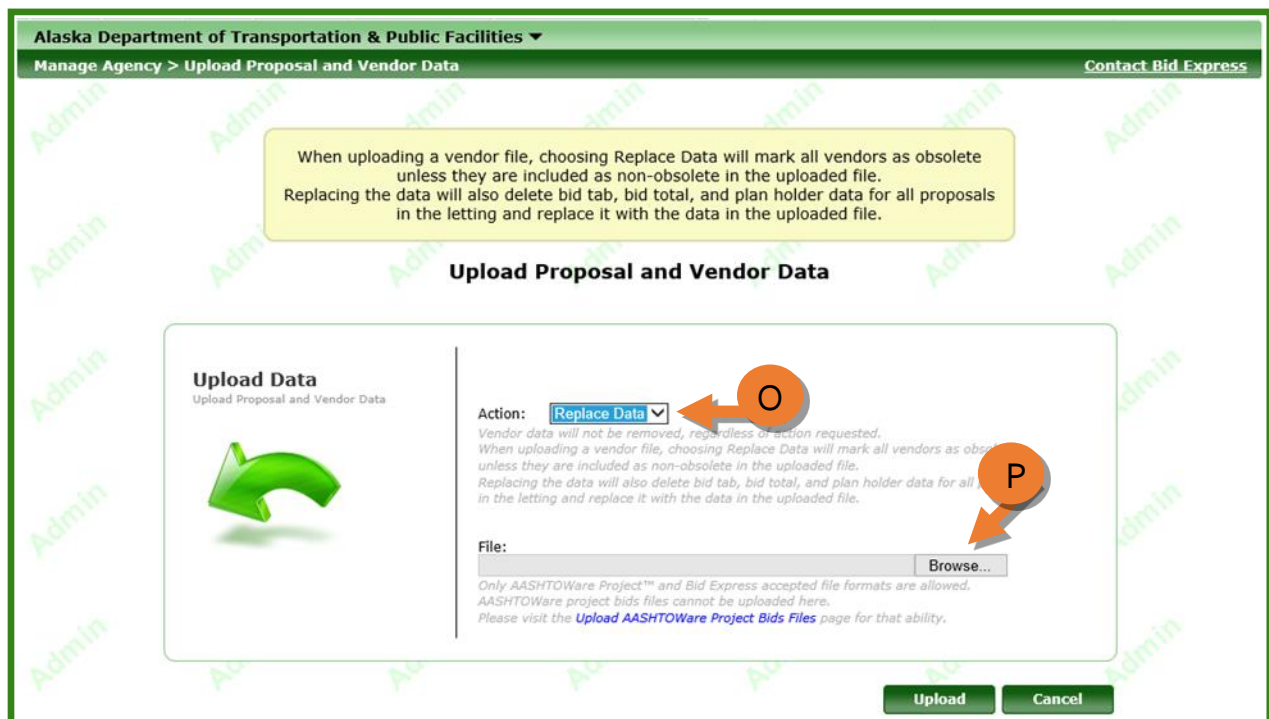 Alaska Department of Transportation & Public Facilities ▼
Manage Agency > Upload Proposal and Vendor Data
Contact Bid Express
When uploading a vendor file, choosing Replace Data will mark all vendors as obsolete
unless they are included as non-obsolete in the uploaded file.
Replacing the data will also delete bid tab, bid total, and plan holder data for all proposals
in the letting and replace it with the data in the uploaded file.
Upload Proposal and Vendor Data
Upload Data
Upload Proposal and Vendor Data
Action: Replace Data
O
Vendor data will not be removed, regardless of action requested.
When uploading a vendor file, choosing Replace Data will mark all vendors as
unless they are included as non-obsolete in the uploaded file.
Replacing the data will also delete bid tab, bid total, and plan holder data for all
in the letting and replace it with the data in the uploaded file.
P
File:
Browse...
Only AASHTOWare Project™ and Bid Express accepted file formats are allowed.
AASHTOWare project bids files cannot be uploaded here.
Please visit the Upload AASHTOWare Project Bids Files page for that ability.
Upload
Cancel
Admin